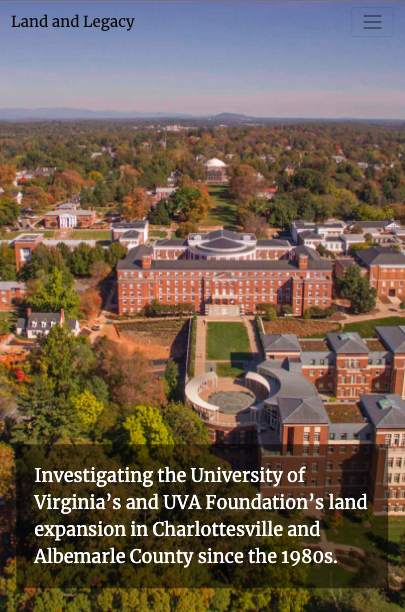 Land and Legacy
Investigating the University of
Virginia’s and UVA Foundation’s land
expansion in Charlottesville and
Albemarle County since the 1980s.